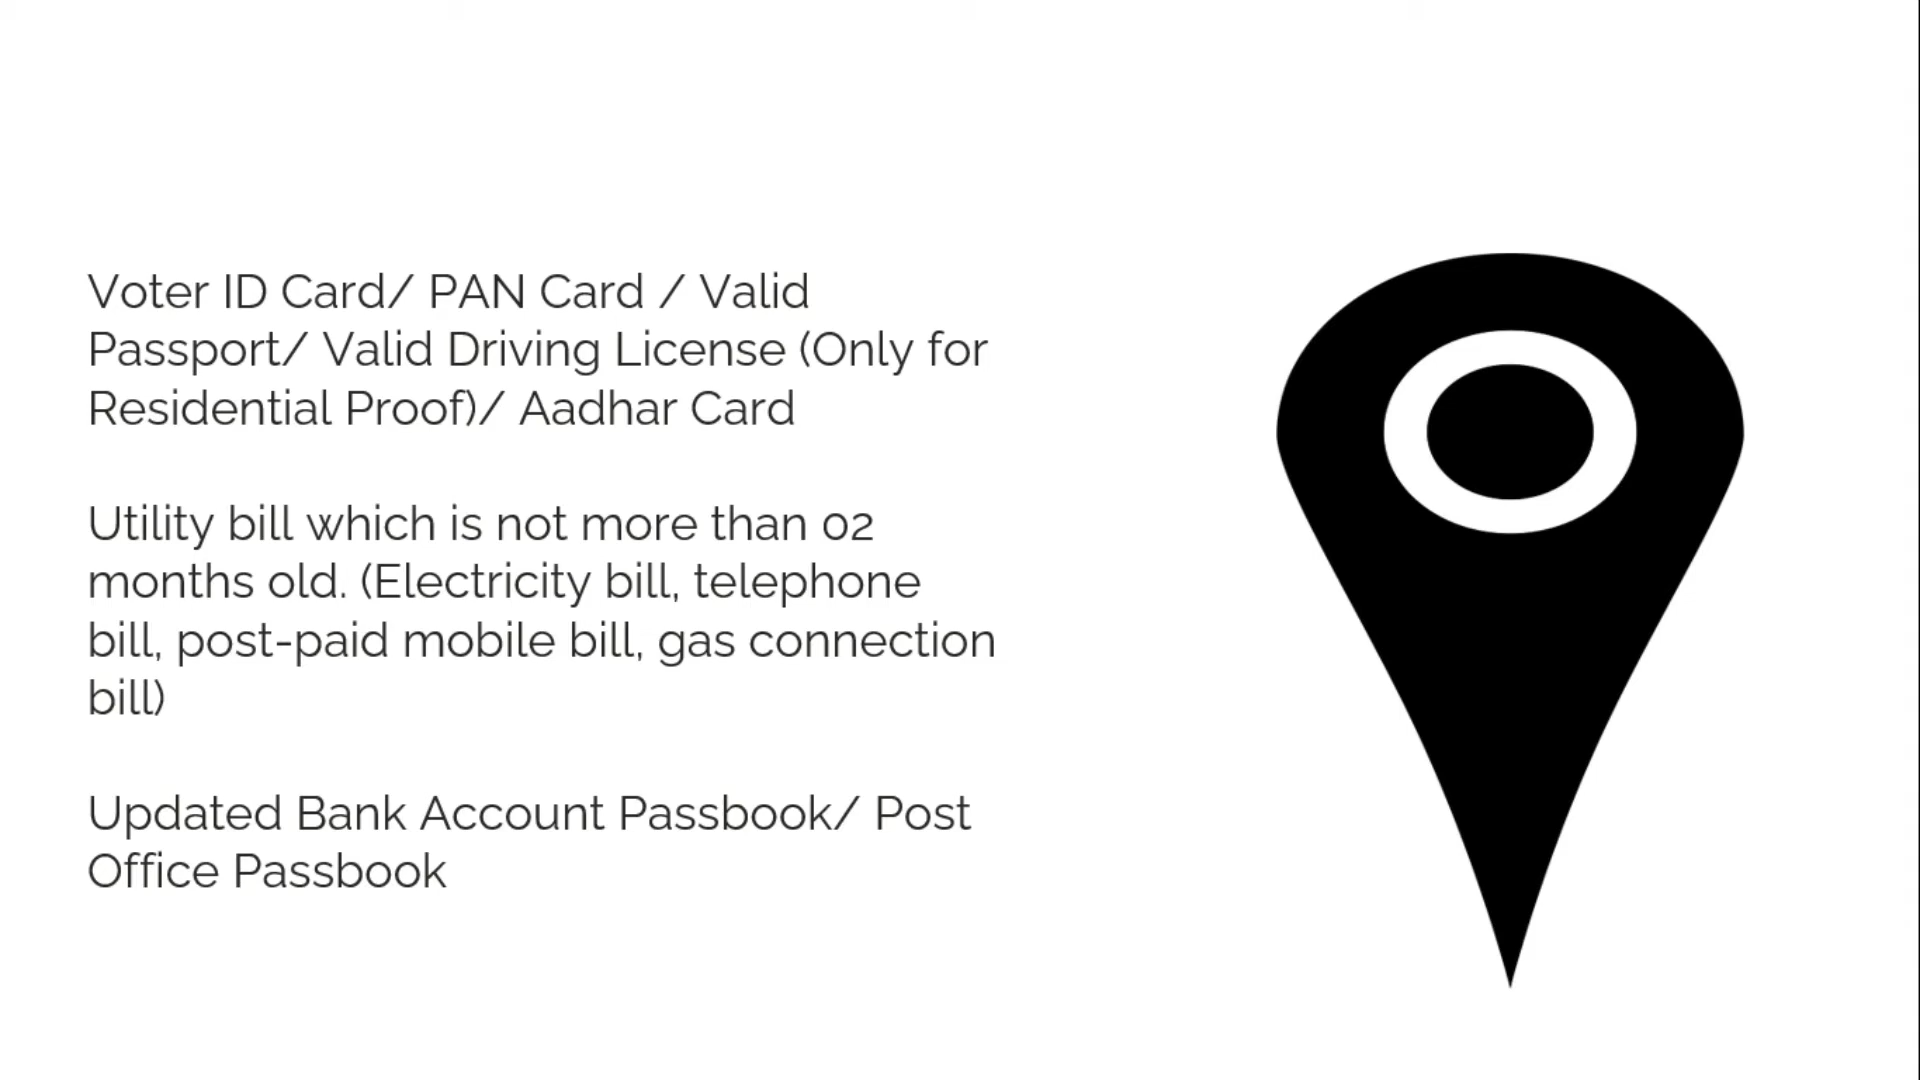 Voter ID Card/ PAN Card / Valid
Passport/ Valid Driving License (Only for
Residential Proof)/ Aadhar Card
Utility bill which is not more than 02
months old. (Electricity bill, telephone
bill, post-paid mobile bill, gas connection
bill)
Updated Bank Account Passbook/ Post
Office Passbook